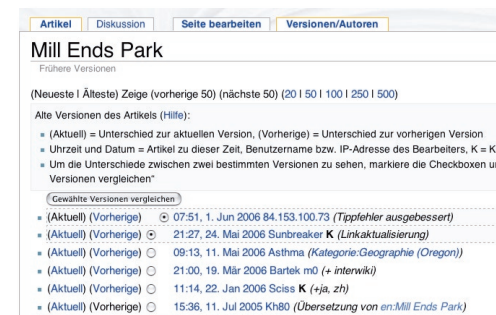 Artikel Diskussion Seite bearbeiten Versionen/Autoren
Mill Ends Park
Frühere Versionen
(Neueste | Älteste) Zeige (vorherige 50) (nächste 50) (20 | 50 | 100 | 250 | 500)
Alte Versionen des Artikels (Hilfe):
(Aktuell) = Unterschied zur aktuellen Version, (Vorherige) = Unterschied zur vorherigen Version
Uhrzeit und Datum = Artikel zu dieser Zeit, Benutzername bzw. IP-Adresse des Bearbeiters, K = K
Um die Unterschiede zwischen zwei bestimmten Versionen zu sehen, markiere die Checkboxen u
Versionen vergleichen"
Gewählte Versionen vergleichen
(Aktuell) (Vorherige) 07:51, 1. Jun 2006 84.153.100.73 (Tippfehler ausgebessert)
(Aktuell) (Vorherige) 21:27, 24. Mai 2006 Sunbreaker K (Linkaktualisierung)
(Aktuell) (Vorherige) 09:13, 11. Mai 2006 Asthma (Kategorie:Geographie (Oregon))
(Aktuell) (Vorherige) 21:00, 19. Mär 2006 Bartek m0 (+ interwiki)
(Aktuell) (Vorherige) 11:14, 22. Jan 2006 Sciss K (+ja, zh)
(Aktuell) (Vorherige) 15:36, 11. Jul 2005 Kh80 (Übersetzung von en:Mill Ends Park)